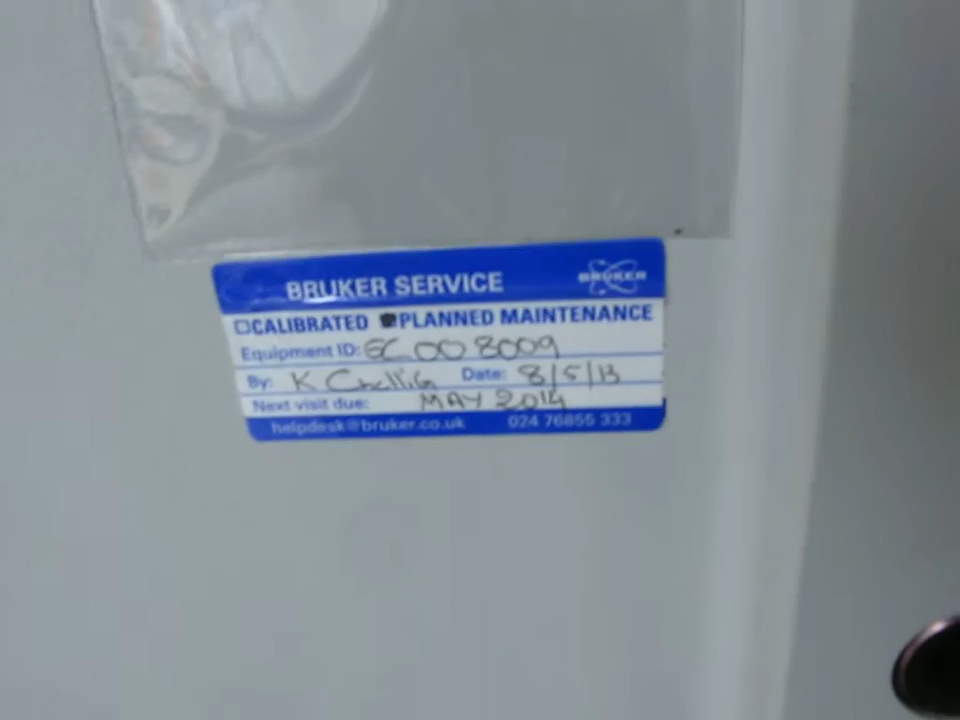 BRUKER SERVICE BRUKER
CALIBRATED PLANNED MAINTENANCE
Equipment ID: EC 008009
By: K Date: 8/5/13
Next visit due: MAY 2014
helpdesk@bruker.co.uk 024 76855 333